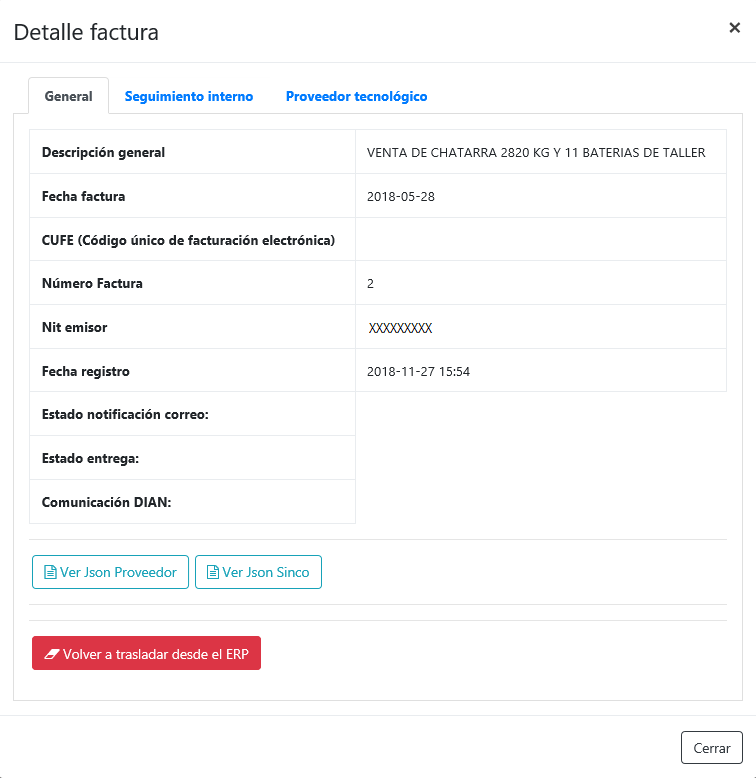 Detalle factura ×
General Seguimiento interno Proveedor tecnológico
Descripción general VENTA DE CHATARRA 2820 KG Y 11 BATERIAS DE TALLER
Fecha factura 2018-05-28
CUFE (Código único de facturación electrónica)
Número Factura 2
Nit emisor XXXXXXXXX
Fecha registro 2018-11-27 15:54
Estado notificación correo:
Estado entrega:
Comunicación DIAN:
Ver Json Proveedor Ver Json Sinco
Volver a trasladar desde el ERP
Cerrar